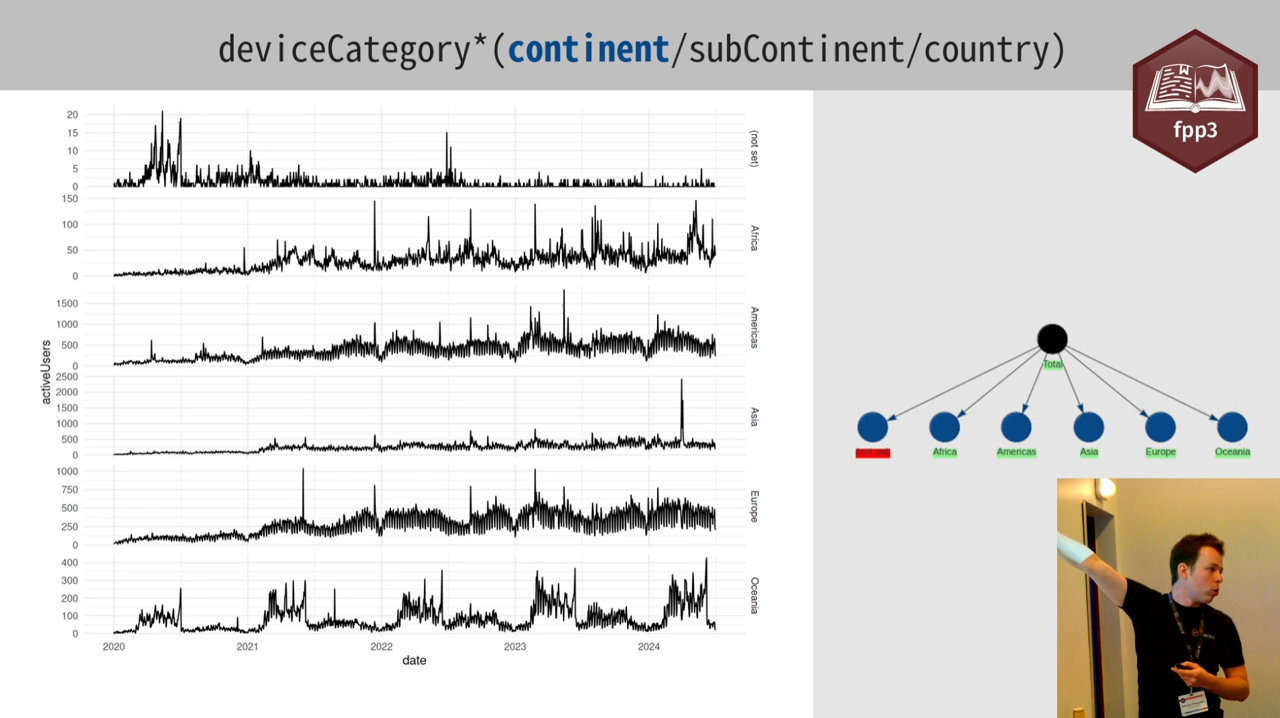 deviceCategory*(continent/subContinent/country)
fpp3
20
15
10
5
0
(not set)
150
100
50
0
Africa
1500
1000
500
0
Americas
2500
2000
1500
1000
500
0
Asia
1000
750
500
250
0
Europe
400
300
200
100
0
Oceania
activeUsers
2020
2021
2022
2023
2024
date
Total
Africa
Americas
Asia
Europe
Oceania